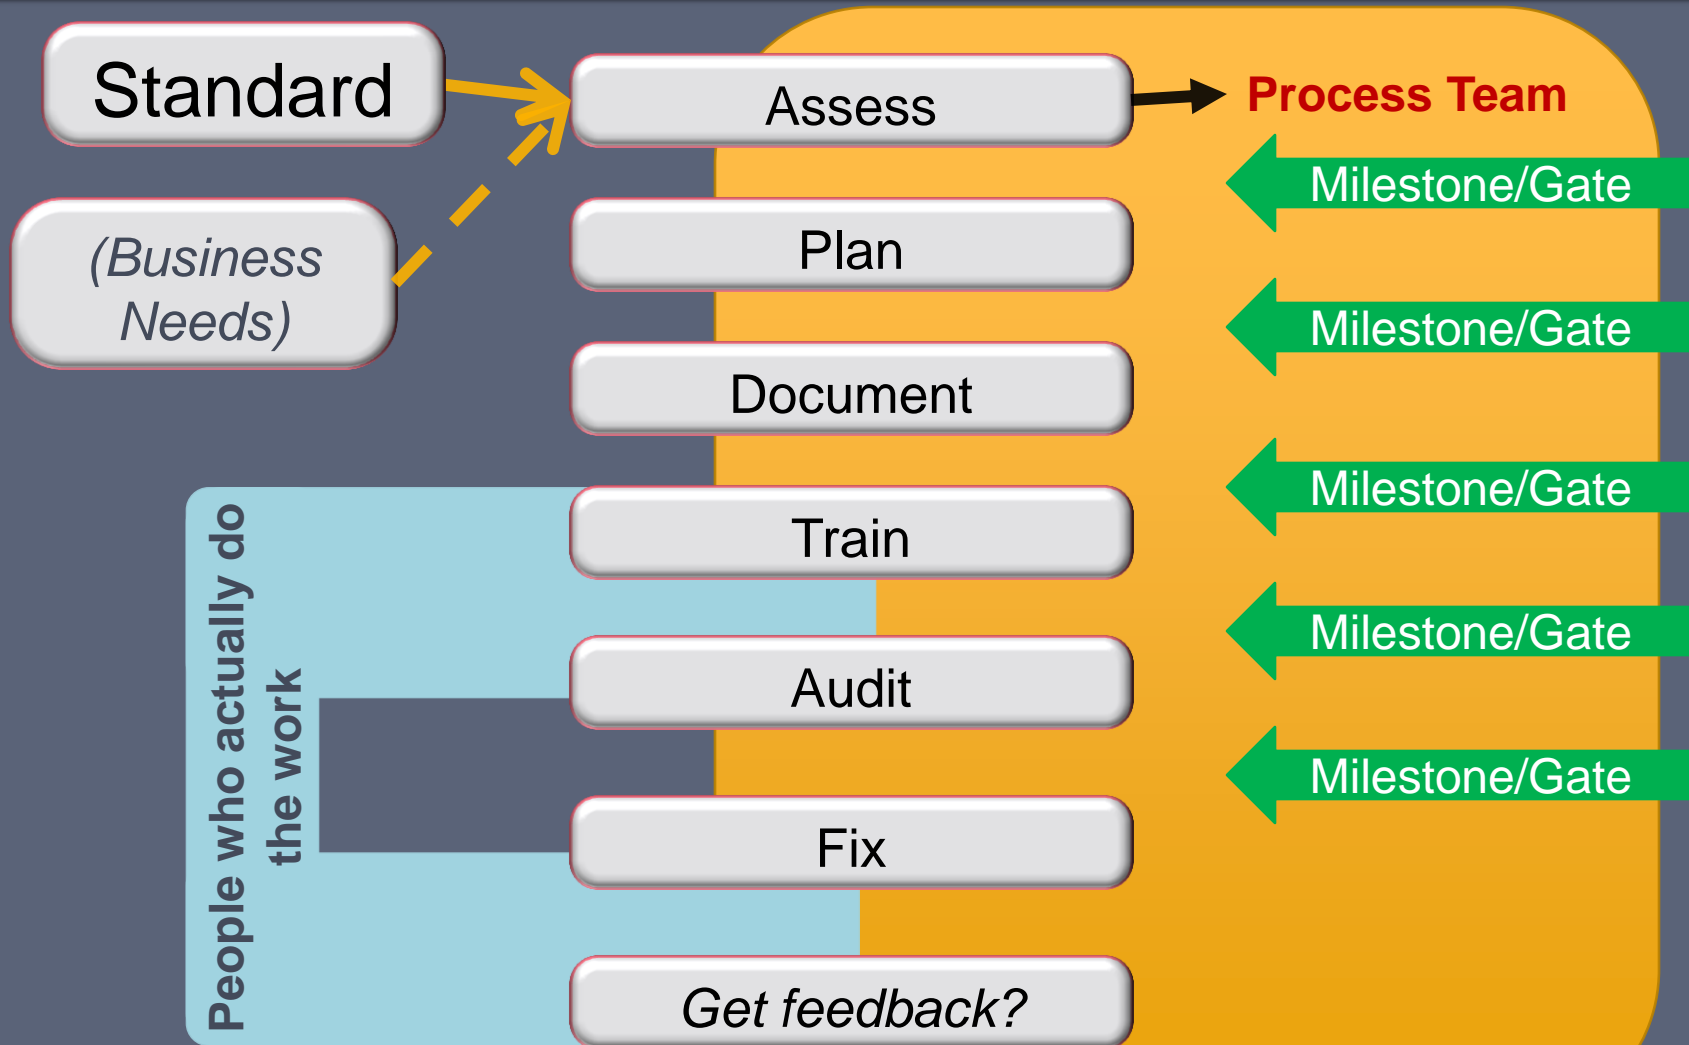 Standard
Assess
Process Team
Milestone/Gate
(Business
Needs)
Plan
Milestone/Gate
Document
Milestone/Gate
People who actually do
the work
Train
Milestone/Gate
Audit
Milestone/Gate
Fix
Get feedback?